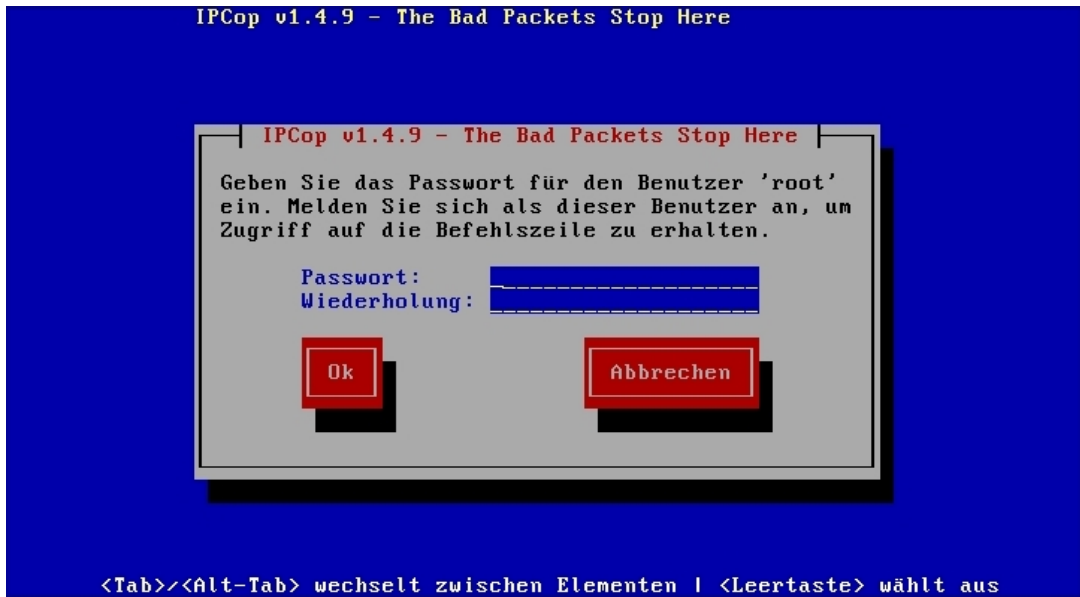 IPCop v1.4.9 - The Bad Packets Stop Here
IPCop v1.4.9 - The Bad Packets Stop Here
Geben Sie das Passwort für den Benutzer 'root'
ein. Melden Sie sich als dieser Benutzer an, um
Zugriff auf die Befehlszeile zu erhalten.
Passwort:
Wiederholung:
Ok Abbrechen
<Tab>/<Alt-Tab> wechselt zwischen Elementen | <Leertaste> wählt aus